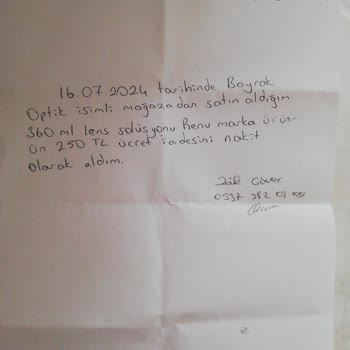 16.07.2024 tarihinde Bayrak
Optik isimli mağazadan satın aldığım
360 ml lens solüsyonu Renu marka ürün-
ün 250 TL ücret iadesini nakit
olarak aldım.
0537 382